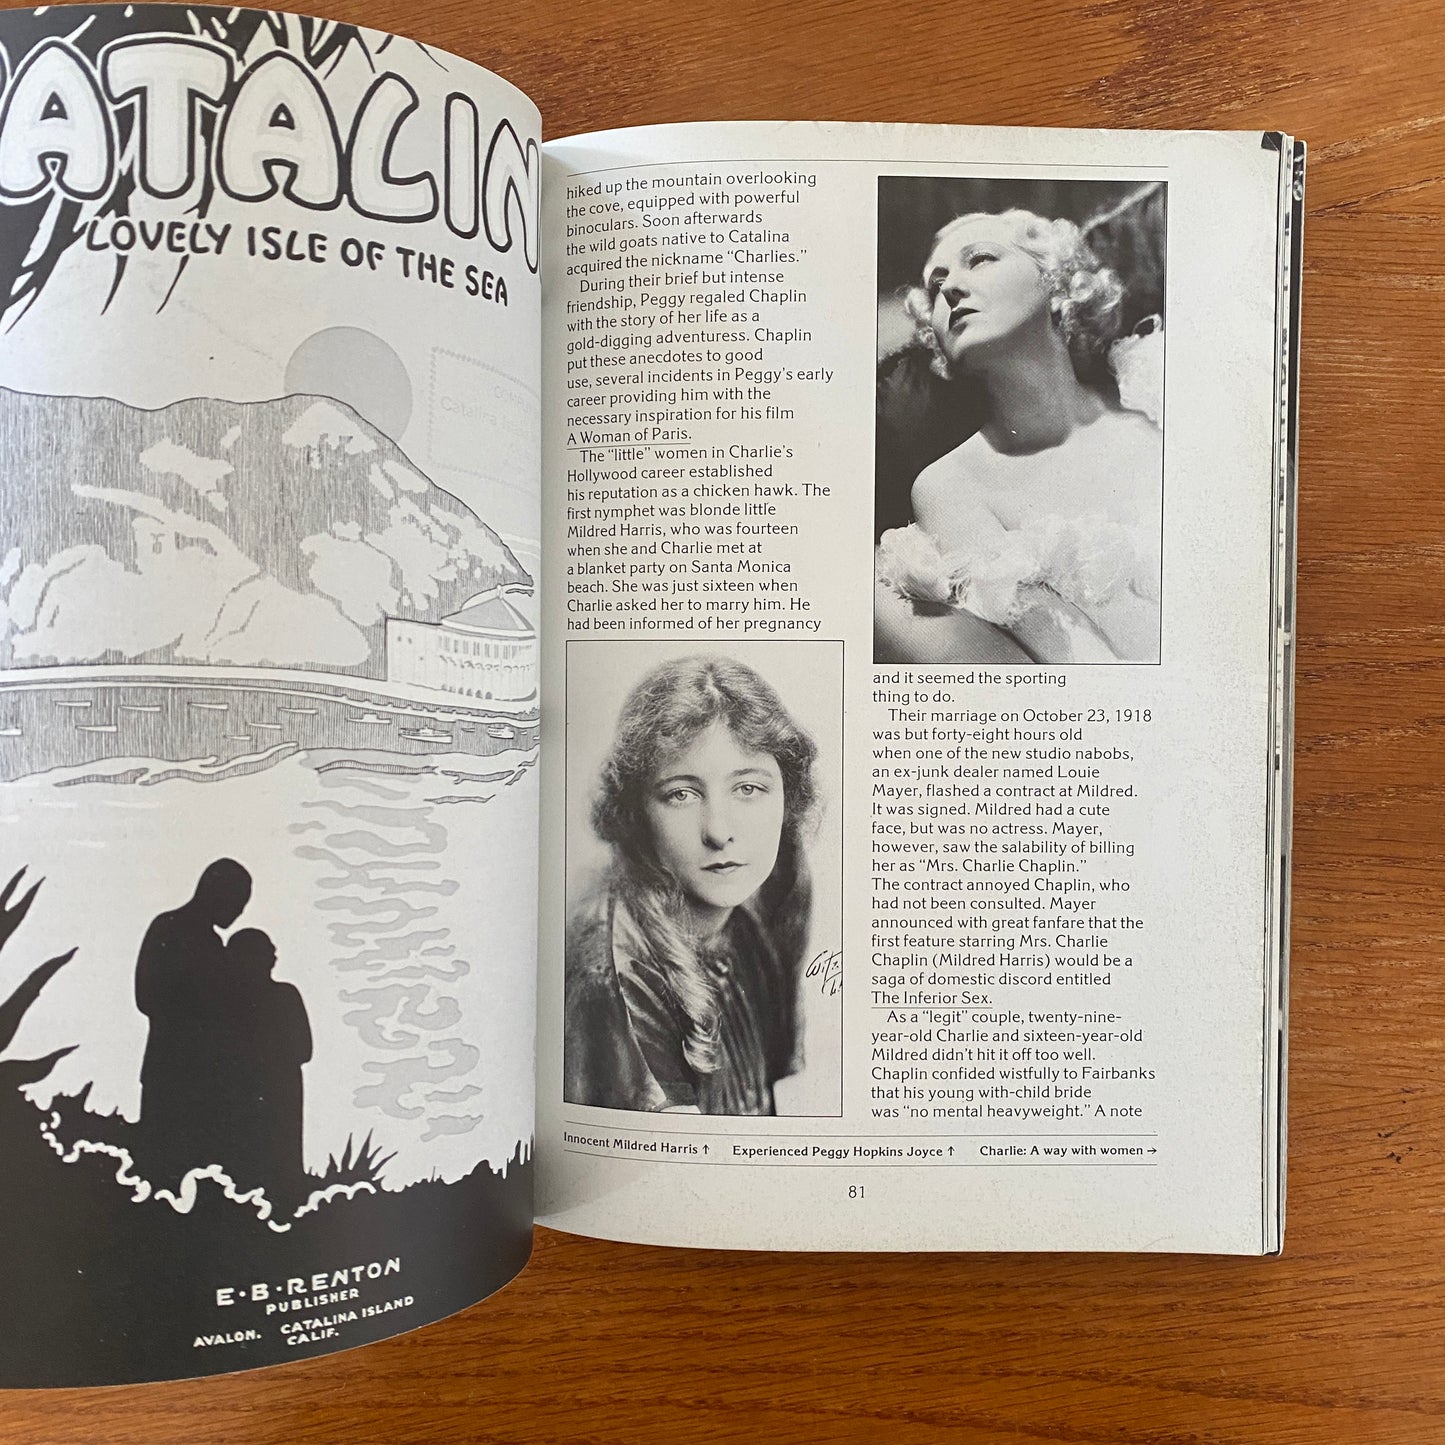 CATALIN
LOVELY ISLE OF THE SEA
E·B·RENTON
PUBLISHER
AVALON. CATALINA ISLAND
CALIF.
hiked up the mountain overlooking
the cove, equipped with powerful
binoculars. Soon afterwards
the wild goats native to Catalina
acquired the nickname “Charlies.”
During their brief but intense
friendship, Peggy regaled Chaplin
with the story of her life as a
gold-digging adventuress. Chaplin
put these anecdotes to good
use, several incidents in Peggy’s early
career providing him with the
necessary inspiration for his film
A Woman of Paris.
The “little” women in Charlie’s
Hollywood career established
his reputation as a chicken hawk. The
first nymphet was blonde little
Mildred Harris, who was fourteen
when she and Charlie met at
a blanket party on Santa Monica
beach. She was just sixteen when
Charlie asked her to marry him. He
had been informed of her pregnancy
and it seemed the sporting
thing to do.
Their marriage on October 23, 1918
was but forty-eight hours old
when one of the new studio nabobs,
an ex-junk dealer named Louie
Mayer, flashed a contract at Mildred.
It was signed. Mildred had a cute
face, but was no actress. Mayer,
however, saw the salability of billing
her as “Mrs. Charlie Chaplin.”
The contract annoyed Chaplin, who
had not been consulted. Mayer
announced with great fanfare that the
first feature starring Mrs. Charlie
Chaplin (Mildred Harris) would be a
saga of domestic discord entitled
The Inferior Sex.
As a “legit” couple, twenty-nine-
year-old Charlie and sixteen-year-old
Mildred didn’t hit it off too well.
Chaplin confided wistfully to Fairbanks
that his young with-child bride
was “no mental heavyweight.” A note
Innocent Mildred Harris ↑ Experienced Peggy Hopkins Joyce ↑ Charlie: A way with women →
81